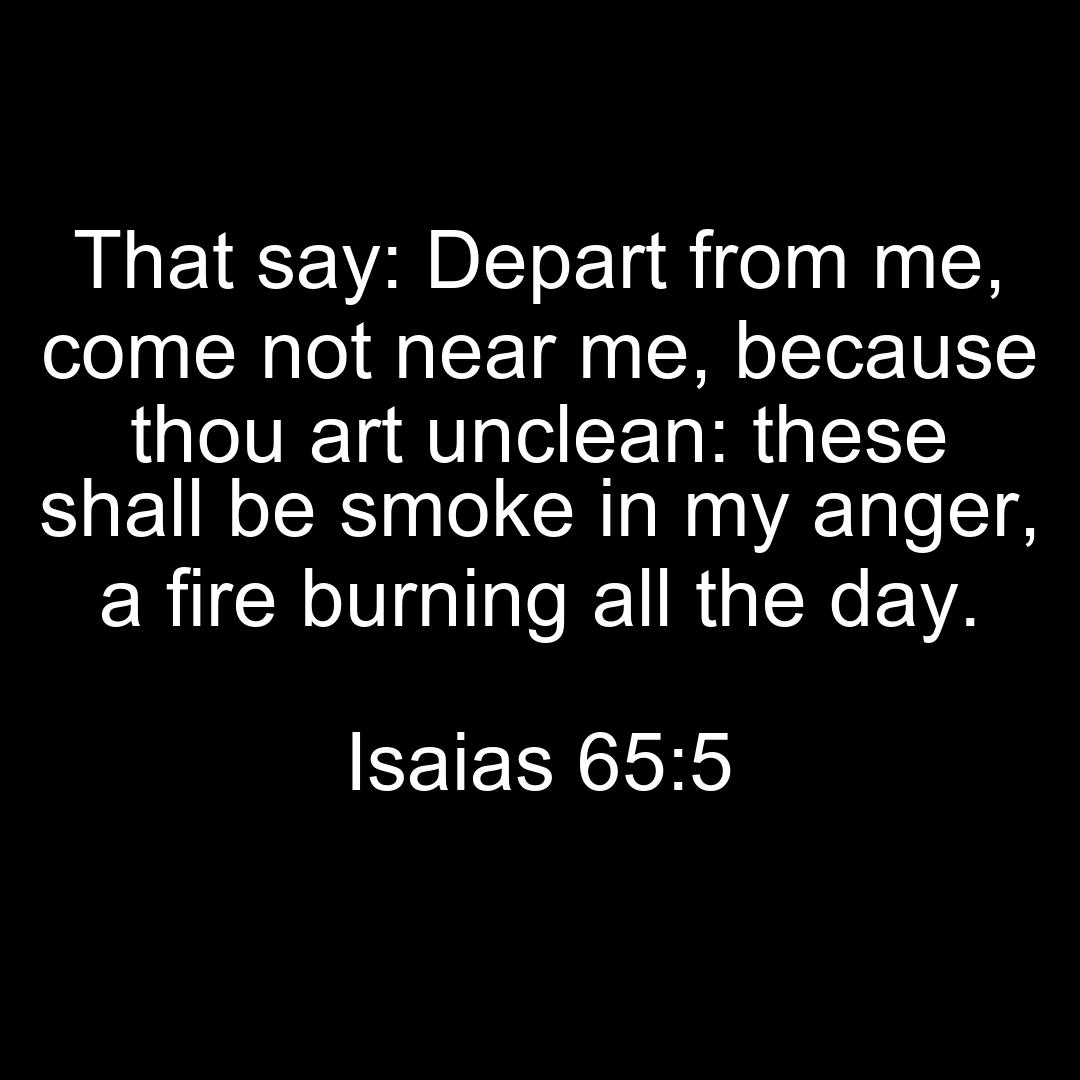 That say: Depart from me,
come not near me, because
thou art unclean: these
shall be smoke in my anger,
a fire burning all the day.
Isaias 65:5